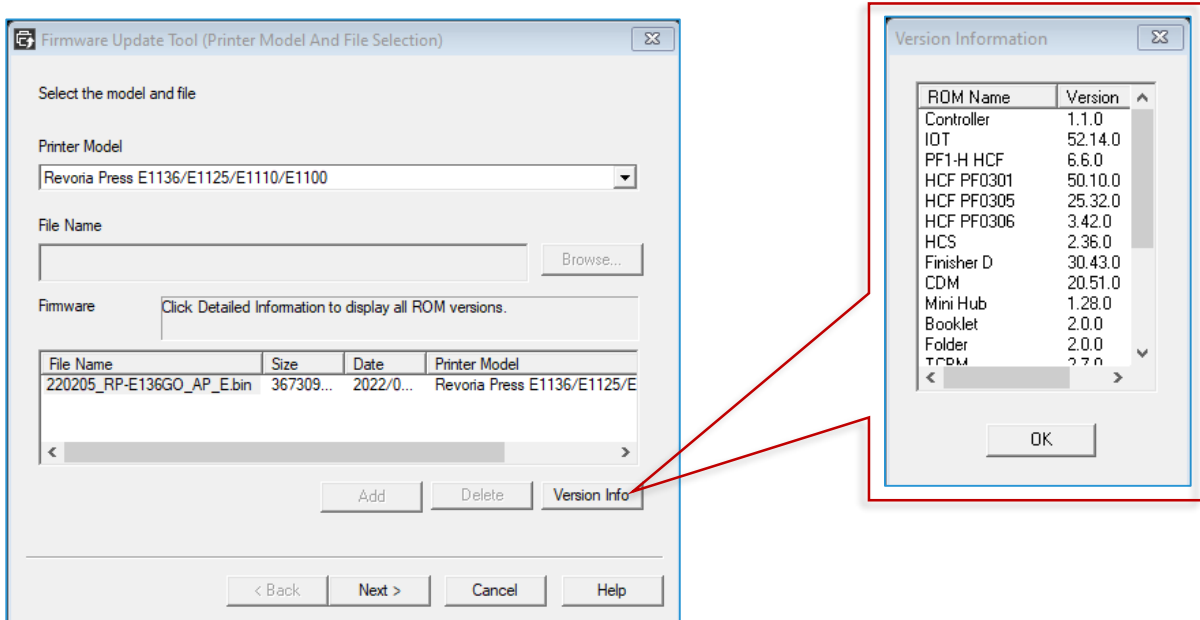 Firmware Update Tool (Printer Model And File Selection)
Select the model and file
Printer Model
Revoria Press E1136/E1125/E1110/E1100
File Name
Browse...
Firmware
Click Detailed Information to display all ROM versions.
File Name Size Date Printer Model
220205_RP-E136GO_AP_E.bin 367309... 2022/0... Revoria Press E1136/E1125/E
Add Delete Version Info
< Back Next > Cancel Help
Version Information
ROM Name Version
Controller 1.1.0
IOT 52.14.0
PF1-H HCF 6.6.0
HCF PF0301 50.10.0
HCF PF0305 25.32.0
HCF PF0306 3.42.0
HCS 2.36.0
Finisher D 30.43.0
CDM 20.51.0
Mini Hub 1.28.0
Booklet 2.0.0
Folder 2.0.0
OK